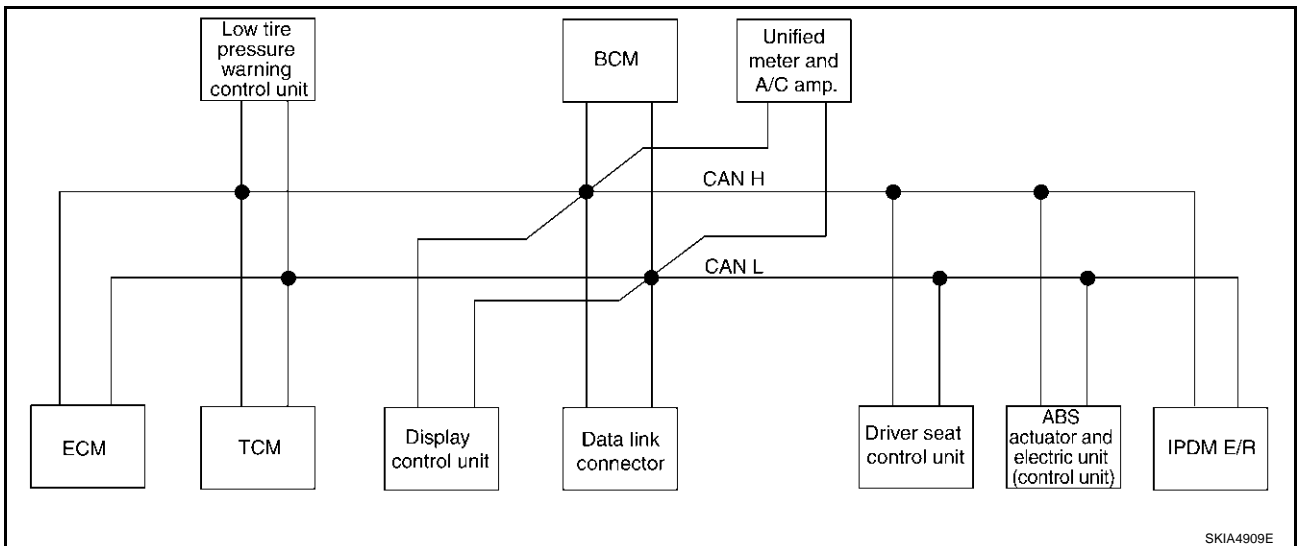 Low tire
pressure
warning
control unit
BCM
Unified
meter and
A/C amp.
CAN H
CAN L
ECM
TCM
Display
control unit
Data link
connector
Driver seat
control unit
ABS
actuator and
electric unit
(control unit)
IPDM E/R
SKIA4909E